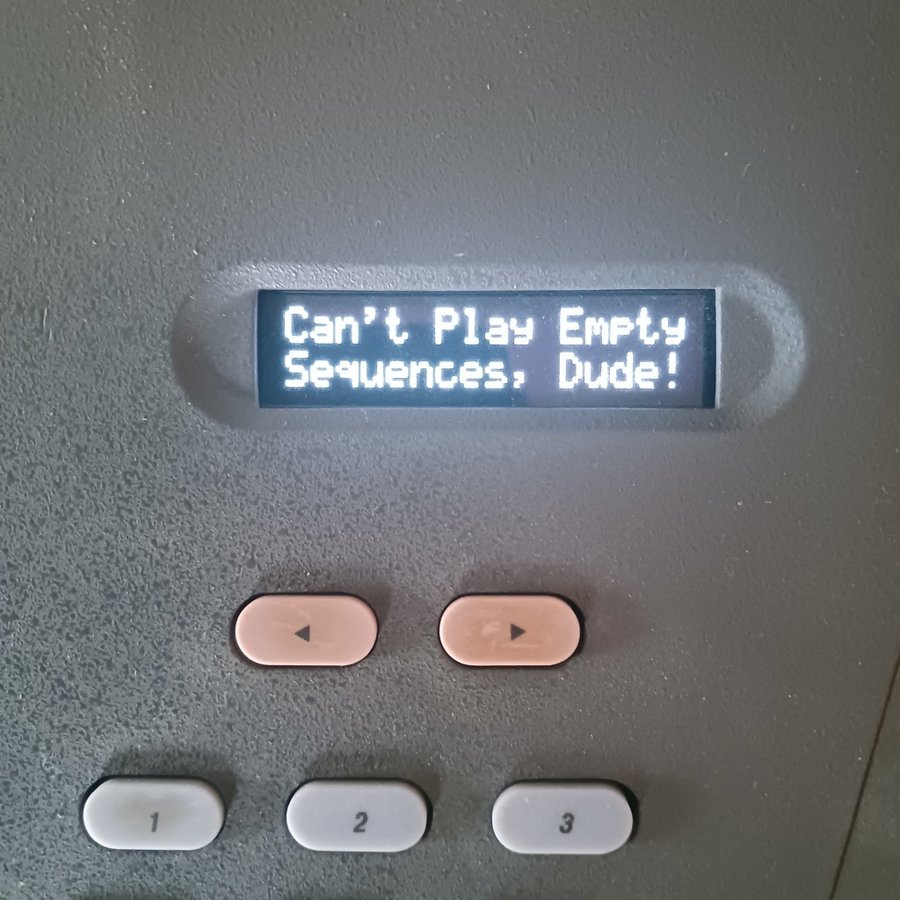 Can't Play Empty
Sequences, Dude!
◀ ▶
1 2 3